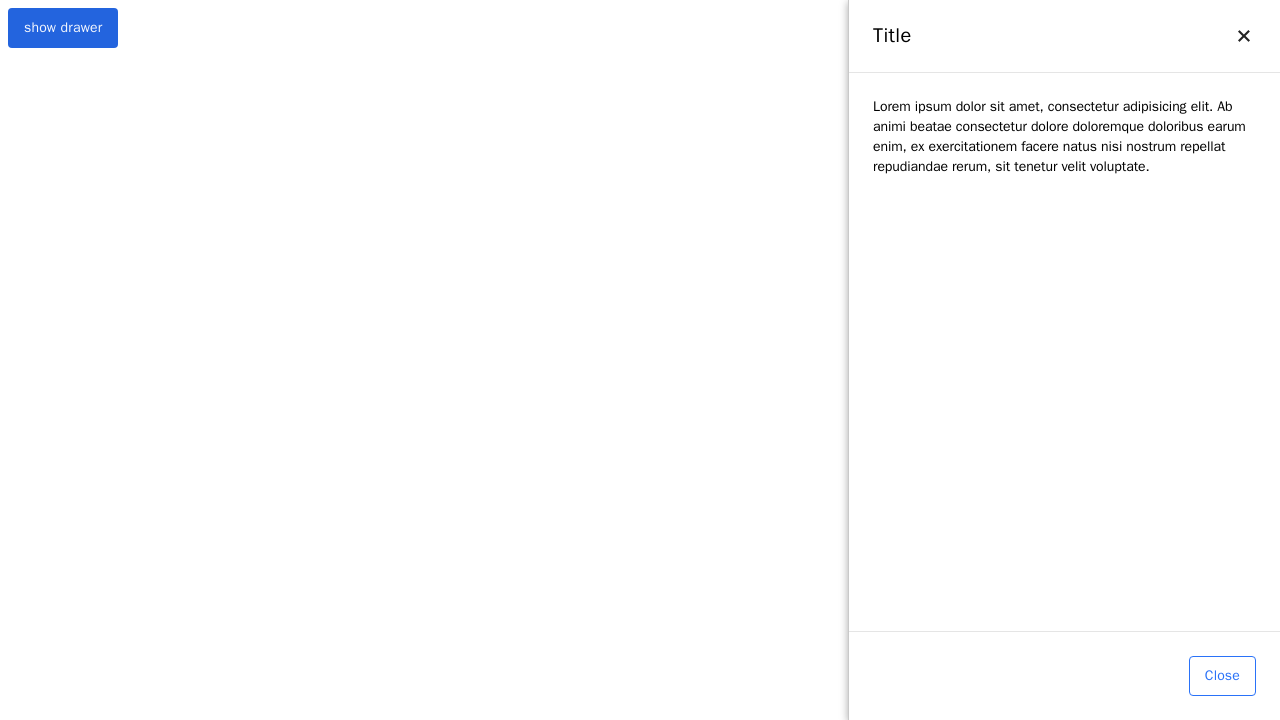 show drawer
Title
Lorem ipsum dolor sit amet, consectetur adipisicing elit. Ab
animi beatae consectetur dolore doloremque doloribus earum
enim, ex exercitationem facere natus nisi nostrum repellat
repudiandae rerum, sit tenetur velit voluptate.
Close